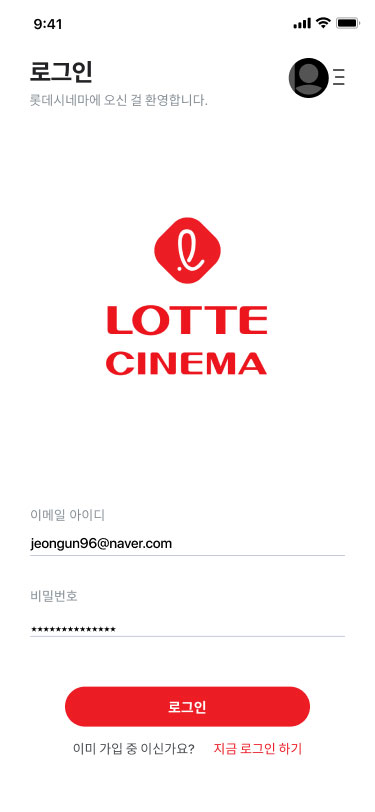 9:41
로그인
롯데시네마에 오신 걸 환영합니다.
LOTTE
CINEMA
이메일 아이디
jeongun96@naver.com
비밀번호
**************
로그인
이미 가입 중 이신가요? 지금 로그인 하기